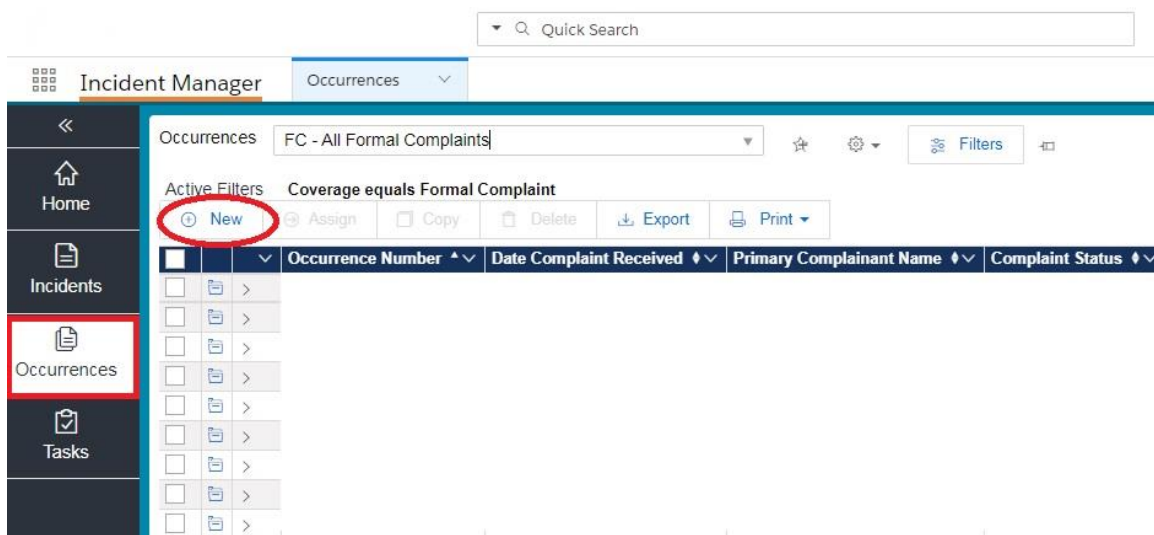 Quick Search
Incident Manager
Occurrences
Occurrences
FC - All Formal Complaints
Filters
Active Filters
Coverage equals Formal Complaint
New
Assign
Copy
Delete
Export
Print
Home
Incidents
Occurrences
Tasks
Occurrence Number
Date Complaint Received
Primary Complainant Name
Complaint Status